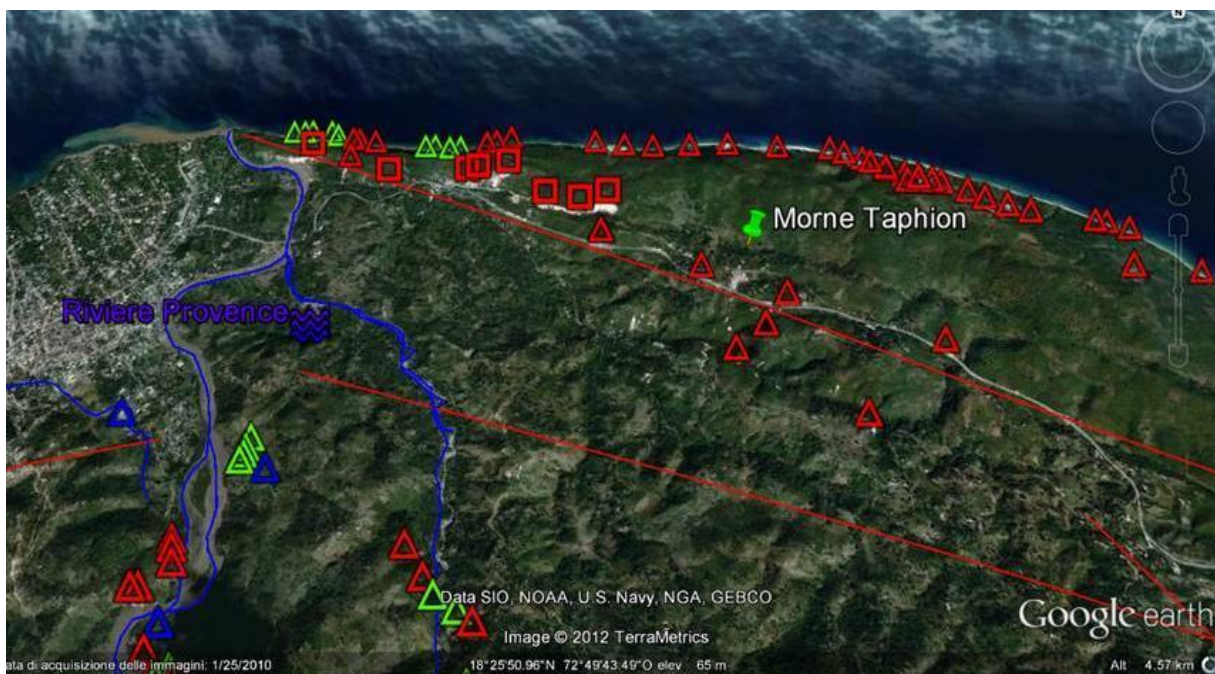 N
Morne Taphion
Riviere Provence
Data SIO, NOAA, U.S. Navy, NGA, GEBCO
Image © 2012 TerraMetrics
Google earth
ata di acquisizione delle immagini: 1/25/2010
18°25'50.96"N 72°49'43.49"O elev 65 m
Alt 4.57 km